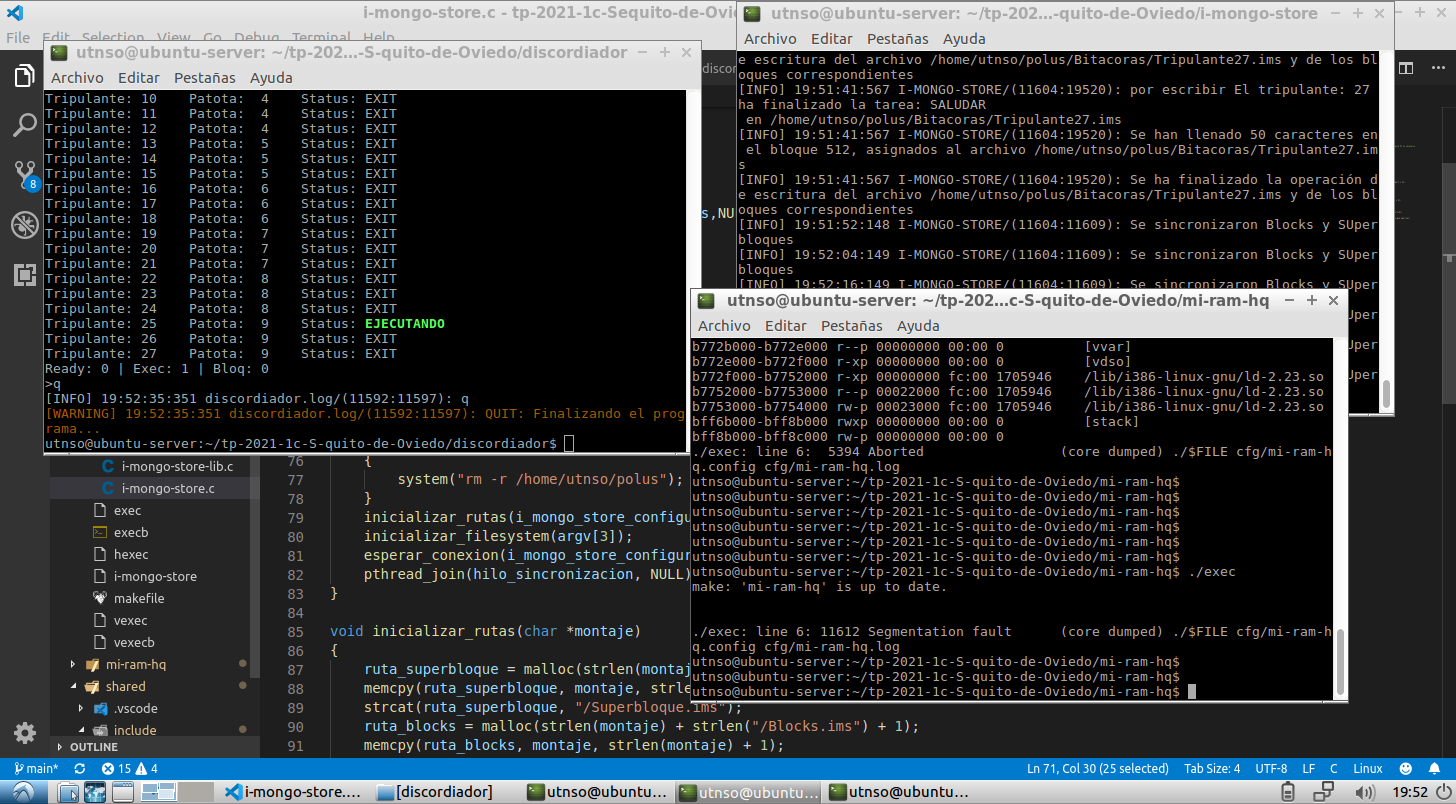 i-mongo-store.c - tp-2021-1c-Sequito-de-Ovi
File Edit Selection View Go Debug Terminal Help
utnso@ubuntu-server: ~/tp-202...-S-quito-de-Oviedo/discordiador
Archivo Editar Pestañas Ayuda
Tripulante: 10 Patota: 4 Status: EXIT
Tripulante: 11 Patota: 4 Status: EXIT
Tripulante: 12 Patota: 4 Status: EXIT
Tripulante: 13 Patota: 5 Status: EXIT
Tripulante: 14 Patota: 5 Status: EXIT
Tripulante: 15 Patota: 5 Status: EXIT
Tripulante: 16 Patota: 6 Status: EXIT
Tripulante: 17 Patota: 6 Status: EXIT
Tripulante: 18 Patota: 6 Status: EXIT
Tripulante: 19 Patota: 7 Status: EXIT
Tripulante: 20 Patota: 7 Status: EXIT
Tripulante: 21 Patota: 7 Status: EXIT
Tripulante: 22 Patota: 8 Status: EXIT
Tripulante: 23 Patota: 8 Status: EXIT
Tripulante: 24 Patota: 8 Status: EXIT
Tripulante: 25 Patota: 9 Status: EJECUTANDO
Tripulante: 26 Patota: 9 Status: EXIT
Tripulante: 27 Patota: 9 Status: EXIT
Ready: 0 | Exec: 1 | Bloq: 0
>q
[INFO] 19:52:35:351 discordiador.log/(11592:11597): q
[WARNING] 19:52:35:351 discordiador.log/(11592:11597): QUIT: Finalizando el prog
rama...
utnso@ubuntu-server:~/tp-2021-1c-S-quito-de-Oviedo/discordiador$
discor
s,NU
utnso@ubuntu-server: ~/tp-202...-quito-de-Oviedo/i-mongo-store
Archivo Editar Pestañas Ayuda
e escritura del archivo /home/utnso/polus/Bitacoras/Tripulante27.ims y de los bl
oques correspondientes
[INFO] 19:51:41:567 I-MONGO-STORE/(11604:19520): por escribir El tripulante: 27
ha finalizado la tarea: SALUDAR
en /home/utnso/polus/Bitacoras/Tripulante27.ims
[INFO] 19:51:41:567 I-MONGO-STORE/(11604:19520): Se han llenado 50 caracteres en
el bloque 512, asignados al archivo /home/utnso/polus/Bitacoras/Tripulante27.im
s
[INFO] 19:51:41:567 I-MONGO-STORE/(11604:19520): Se ha finalizado la operación d
e escritura del archivo /home/utnso/polus/Bitacoras/Tripulante27.ims y de los bl
oques correspondientes
[INFO] 19:51:52:148 I-MONGO-STORE/(11604:11609): Se sincronizaron Blocks y SUper
bloques
[INFO] 19:52:04:149 I-MONGO-STORE/(11604:11609): Se sincronizaron Blocks y SUper
bloques
[INFO] 19:52:16:149 I-MONGO-STORE/(11604:11609): Se sincronizaron Blocks y SUper
Uper
Uper
Uper
utnso@ubuntu-server: ~/tp-202...c-S-quito-de-Oviedo/mi-ram-hq
Archivo Editar Pestañas Ayuda
b772b000-b772e000 r--p 00000000 00:00 0 [vvar]
b772e000-b772f000 r-xp 00000000 00:00 0 [vdso]
b772f000-b7752000 r-xp 00000000 fc:00 1705946 /lib/i386-linux-gnu/ld-2.23.so
b7752000-b7753000 r--p 00022000 fc:00 1705946 /lib/i386-linux-gnu/ld-2.23.so
b7753000-b7754000 rw-p 00023000 fc:00 1705946 /lib/i386-linux-gnu/ld-2.23.so
bff6b000-bff8b000 rwxp 00000000 00:00 0 [stack]
bff8b000-bff8c000 rw-p 00000000 00:00 0
./exec: line 6: 5394 Aborted (core dumped) ./$FILE cfg/mi-ram-h
q.config cfg/mi-ram-hq.log
utnso@ubuntu-server:~/tp-2021-1c-S-quito-de-Oviedo/mi-ram-hq$
utnso@ubuntu-server:~/tp-2021-1c-S-quito-de-Oviedo/mi-ram-hq$
utnso@ubuntu-server:~/tp-2021-1c-S-quito-de-Oviedo/mi-ram-hq$
utnso@ubuntu-server:~/tp-2021-1c-S-quito-de-Oviedo/mi-ram-hq$
utnso@ubuntu-server:~/tp-2021-1c-S-quito-de-Oviedo/mi-ram-hq$
utnso@ubuntu-server:~/tp-2021-1c-S-quito-de-Oviedo/mi-ram-hq$
utnso@ubuntu-server:~/tp-2021-1c-S-quito-de-Oviedo/mi-ram-hq$ ./exec
make: 'mi-ram-hq' is up to date.
./exec: line 6: 11612 Segmentation fault (core dumped) ./$FILE cfg/mi-ram-h
q.config cfg/mi-ram-hq.log
utnso@ubuntu-server:~/tp-2021-1c-S-quito-de-Oviedo/mi-ram-hq$
utnso@ubuntu-server:~/tp-2021-1c-S-quito-de-Oviedo/mi-ram-hq$
utnso@ubuntu-server:~/tp-2021-1c-S-quito-de-Oviedo/mi-ram-hq$
8
C i-mongo-store-lib.c
C i-mongo-store.c
exec
execb
hexec
i-mongo-store
makefile
vexec
vexecb
mi-ram-hq
shared
.vscode
include
OUTLINE
76 {
77 system("rm -r /home/utnso/polus");
78 }
79 inicializar_rutas(i_mongo_store_configu
80 inicializar_filesystem(argv[3]);
81 esperar_conexion(i_mongo_store_configur
82 pthread_join(hilo_sincronizacion, NULL)
83 }
84
85 void inicializar_rutas(char *montaje)
86 {
87 ruta_superbloque = malloc(strlen(montaj
88 memcpy(ruta_superbloque, montaje, strle
89 strcat(ruta_superbloque, "/Superbloque.ims");
90 ruta_blocks = malloc(strlen(montaje) + strlen("/Blocks.ims") + 1);
91 memcpy(ruta_blocks, montaje, strlen(montaje) + 1);
main* 15 4 Ln 71, Col 30 (25 selected) Tab Size: 4 UTF-8 LF C Linux
i-mongo-store.... [discordiador] utnso@ubuntu... utnso@ubuntu... utnso@ubuntu... 19:52